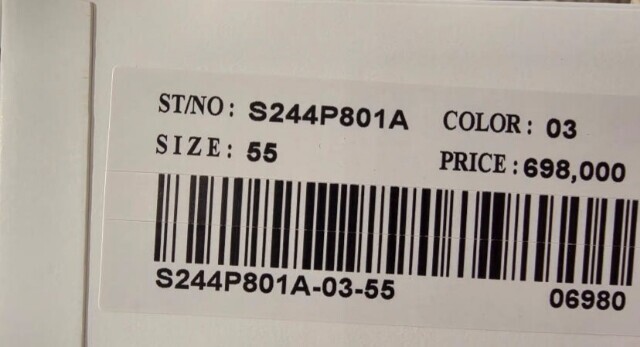 ST/NO: S244P801A COLOR: 03
SIZE: 55 PRICE: 698,000
S244P801A-03-55 06980